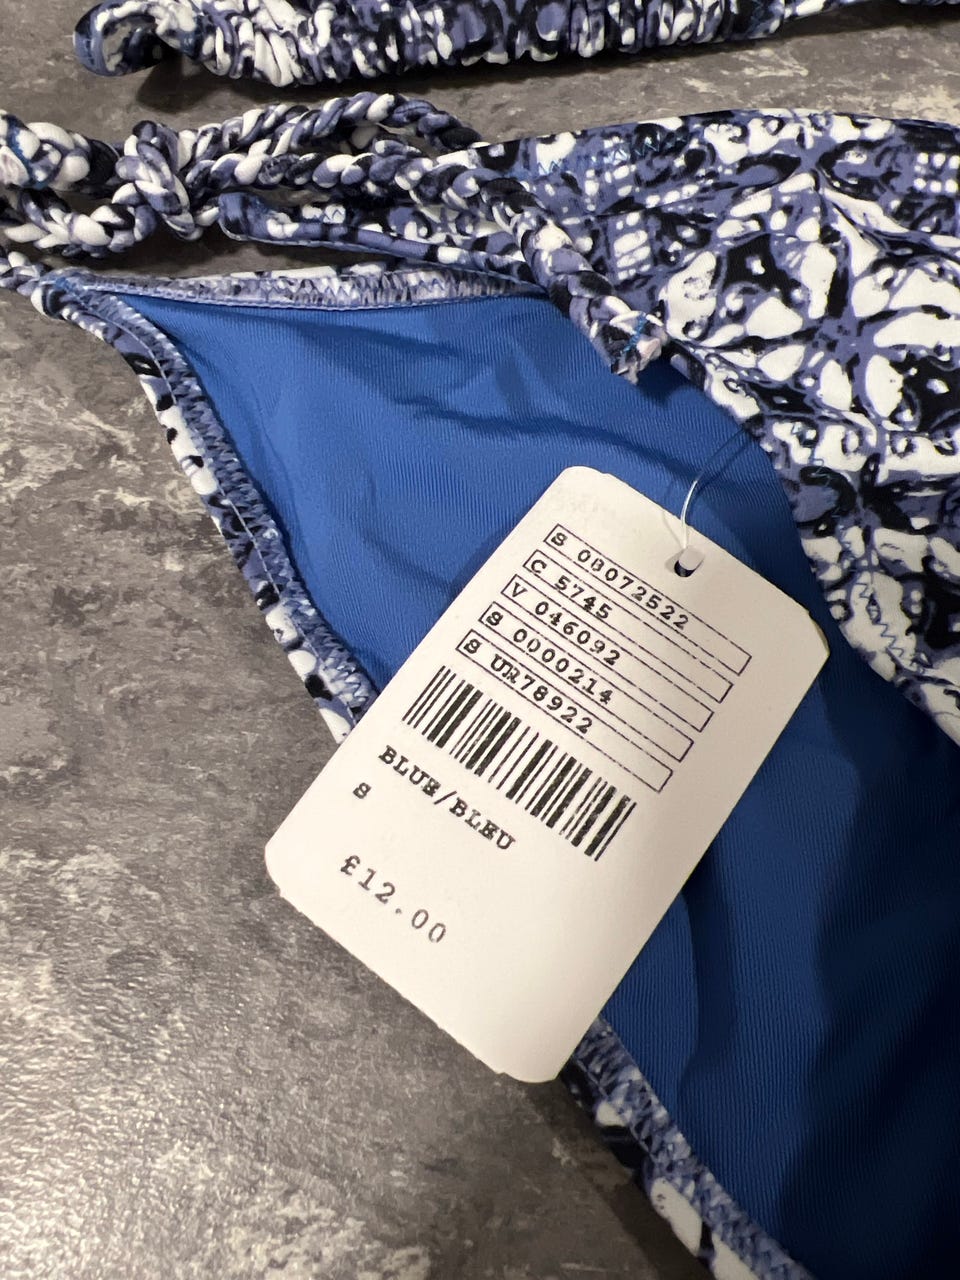 S 08072522
C 5745
V 046092
S 0000214
S UR78922
BLUE/BLEU
S
£12.00